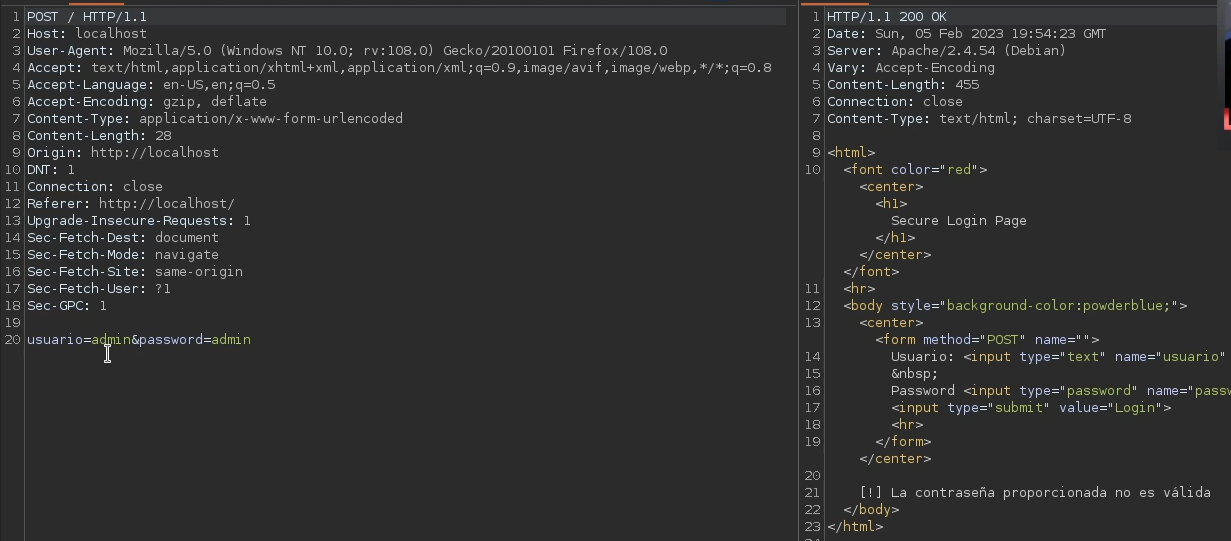 1 POST / HTTP/1.1
2 Host: localhost
3 User-Agent: Mozilla/5.0 (Windows NT 10.0; rv:108.0) Gecko/20100101 Firefox/108.0
4 Accept: text/html,application/xhtml+xml,application/xml;q=0.9,image/avif,image/webp,*/*;q=0.8
5 Accept-Language: en-US,en;q=0.5
6 Accept-Encoding: gzip, deflate
7 Content-Type: application/x-www-form-urlencoded
8 Content-Length: 28
9 Origin: http://localhost
10 DNT: 1
11 Connection: close
12 Referer: http://localhost/
13 Upgrade-Insecure-Requests: 1
14 Sec-Fetch-Dest: document
15 Sec-Fetch-Mode: navigate
16 Sec-Fetch-Site: same-origin
17 Sec-Fetch-User: ?1
18 Sec-GPC: 1
19
20 usuario=admin&password=admin
1 HTTP/1.1 200 OK
2 Date: Sun, 05 Feb 2023 19:54:23 GMT
3 Server: Apache/2.4.54 (Debian)
4 Vary: Accept-Encoding
5 Content-Length: 455
6 Connection: close
7 Content-Type: text/html; charset=UTF-8
8
9 <html>
10 <font color="red">
<center>
<h1>
Secure Login Page
</h1>
</center>
</font>
11 <hr>
12 <body style="background-color:powderblue;">
13 <center>
<form method="POST" name="">
14 Usuario: <input type="text" name="usuario"
15 &nbsp;
16 Password <input type="password" name="passw
17 <input type="submit" value="Login">
18 <hr>
19 </form>
</center>
20
21 [!] La contraseña proporcionada no es válida
22 </body>
23 </html>